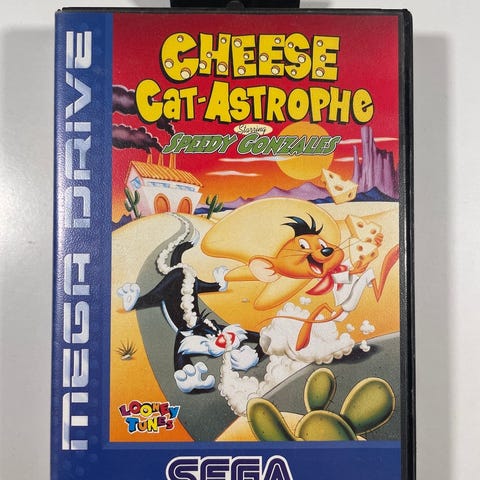 MEGA DRIVE
CHEESE
CAT-ASTROPHE
Starring
SPEEDY GONZALES
LOONEY
TUNES
SEGA